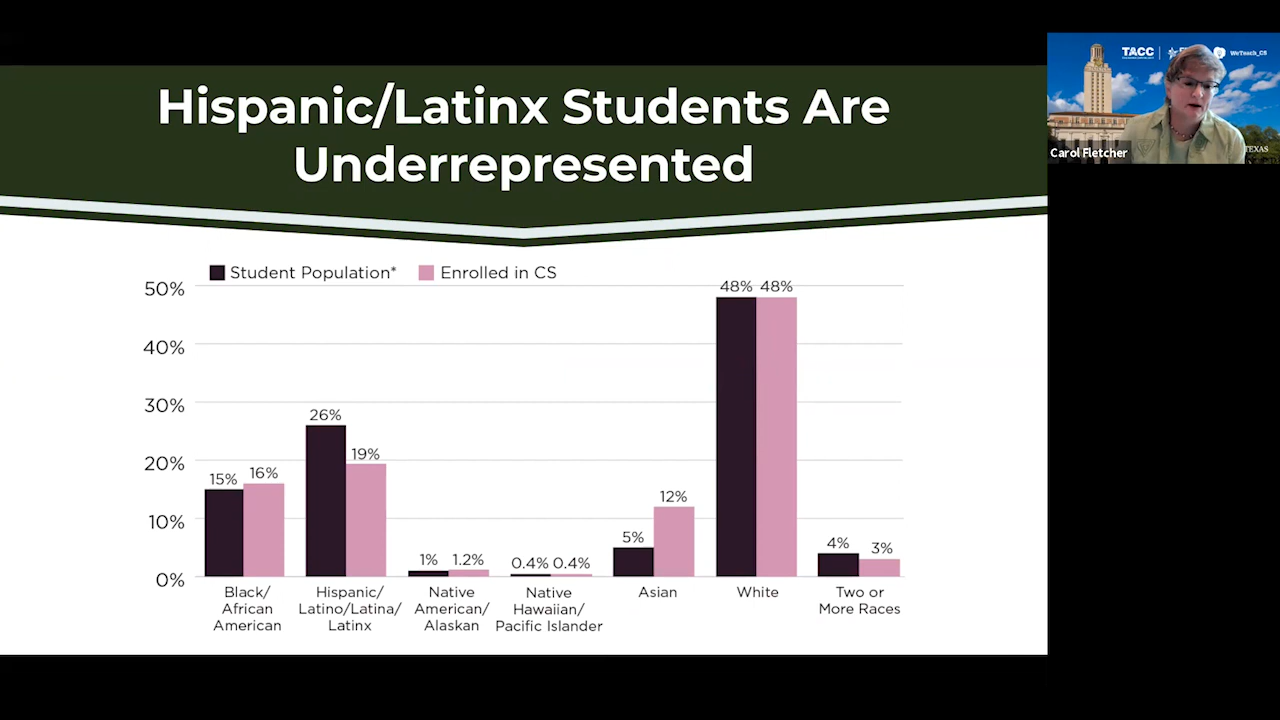 Hispanic/Latinx Students Are
Underrepresented
Student Population* Enrolled in CS
50%
40%
30%
20%
10%
0%
15% 16%
26% 19%
1% 1.2%
0.4% 0.4%
5% 12%
48% 48%
4% 3%
Black/
African
American
Hispanic/
Latino/Latina/
Latinx
Native
American/
Alaskan
Native
Hawaiian/
Pacific Islander
Asian
White
Two or
More Races
TACC
WeTeach_CS
TEXAS
Carol Fletcher